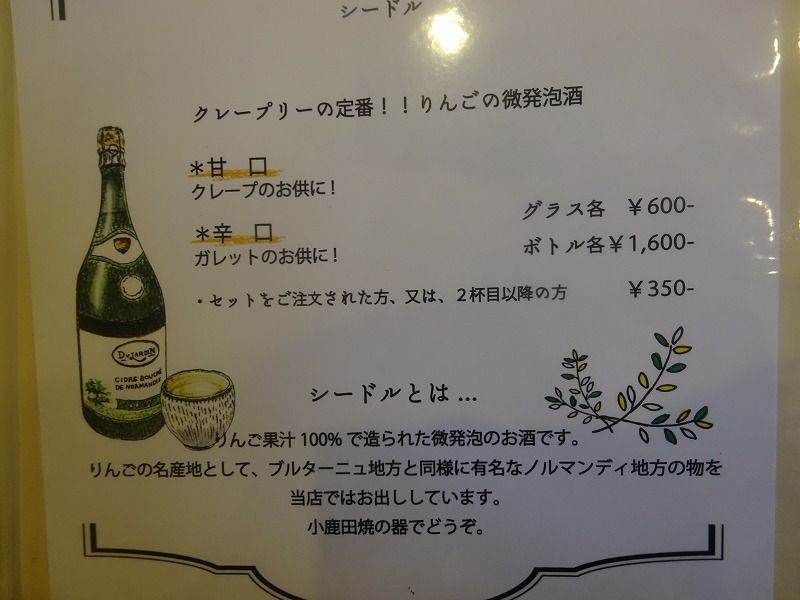 シードル
クレープリーの定番！！りんごの微発泡酒
＊甘　口
クレープのお供に！
＊辛　口
ガレットのお供に！
グラス各　￥600-
ボトル各￥1,600-
・セットをご注文された方、又は、２杯目以降の方　￥350-
DUJARDIN
CIDRE BOUCHÉ
DE NORMANDIE
シードルとは...
りんご果汁100%で造られた微発泡のお酒です。
りんごの名産地として、ブルターニュ地方と同様に有名なノルマンディ地方の物を
当店ではお出ししています。
小鹿田焼の器でどうぞ。